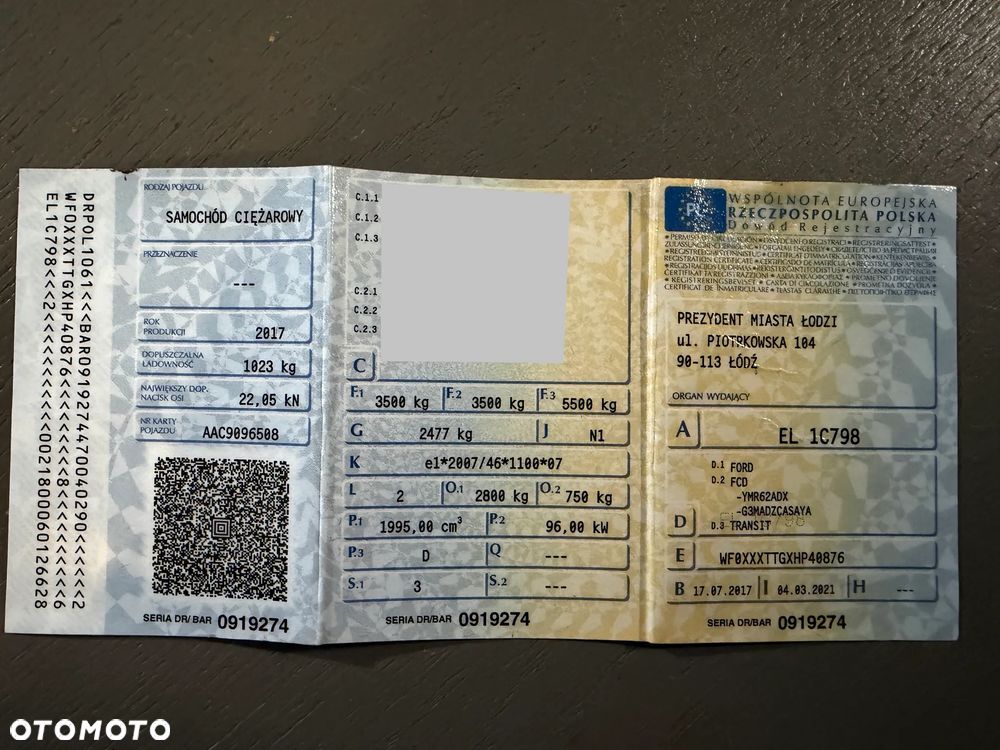 DRPOL1061<<BAR09192744700402990<<<<<2
WF0XXXTTGXHP40876<<<28<<28<<<<<<<<<<6
EL1C798<<2<<<<<<<<<<<0021800060126628
RODZAJ POJAZDU
SAMOCHÓD CIĘŻAROWY
PRZEZNACZENIE
---
ROK
PRODUKCJI 2017
DOPUSZCZALNA
ŁADOWNOŚĆ 1023 kg
NAJWIĘKSZY DOP.
NACISK OSI 22,05 kN
NR KARTY
POJAZDU AAC9096508
SERIA DR/BAR 0919274
C.1.1
C.1.2
C.1.3
C.2.1
C.2.2
C.2.3
C
F.1 3500 kg F.2 3500 kg F.3 5500 kg
G 2477 kg J N1
K e1*2007/46*1100*07
L 2 O.1 2800 kg O.2 750 kg
P.1 1995,00 cm³ P.2 96,00 kW
P.3 D Q ---
S.1 3 S.2 ---
SERIA DR/BAR 0919274
PL
WSPÓLNOTA EUROPEJSKA
RZECZPOSPOLITA POLSKA
Dowód Rejestracyjny
PREZYDENT MIASTA ŁODZI
ul. PIOTRKOWSKA 104
90-113 ŁÓDŹ
ORGAN WYDAJĄCY
A EL 1C798
D.1 FORD
D.2 FCD
-YMR62ADX
-G3MADZCASAYA
D D.3 TRANSIT
E WF0XXXTTGXHP40876
B 17.07.2017 I 04.03.2021 H ---
SERIA DR/BAR 0919274
OTOMOTO